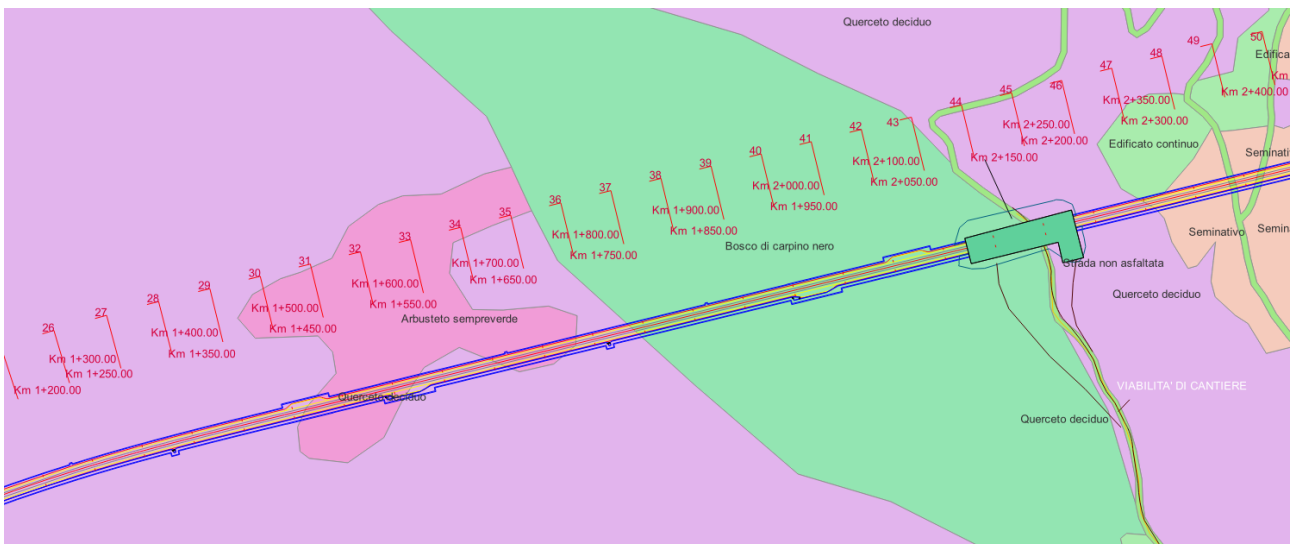 Querceto deciduo
50
49
48
47
46
45
44
43
42
41
40
39
38
37
36
35
34
33
32
31
30
29
28
27
26
Edifica
Km
Km 2+400.00
Km 2+350.00
Km 2+300.00
Km 2+250.00
Km 2+200.00
Km 2+150.00
Km 2+100.00
Km 2+050.00
Km 2+000.00
Km 1+950.00
Km 1+900.00
Km 1+850.00
Km 1+800.00
Km 1+750.00
Km 1+700.00
Km 1+650.00
Km 1+600.00
Km 1+550.00
Km 1+500.00
Km 1+450.00
Km 1+400.00
Km 1+350.00
Km 1+300.00
Km 1+250.00
Km 1+200.00
Edificato continuo
Seminati
Seminativo
Semin
Bosco di carpino nero
Strada non asfaltata
Querceto deciduo
Arbusteto sempreverde
Querceto deciduo
VIABILITA' DI CANTIERE
Querceto deciduo